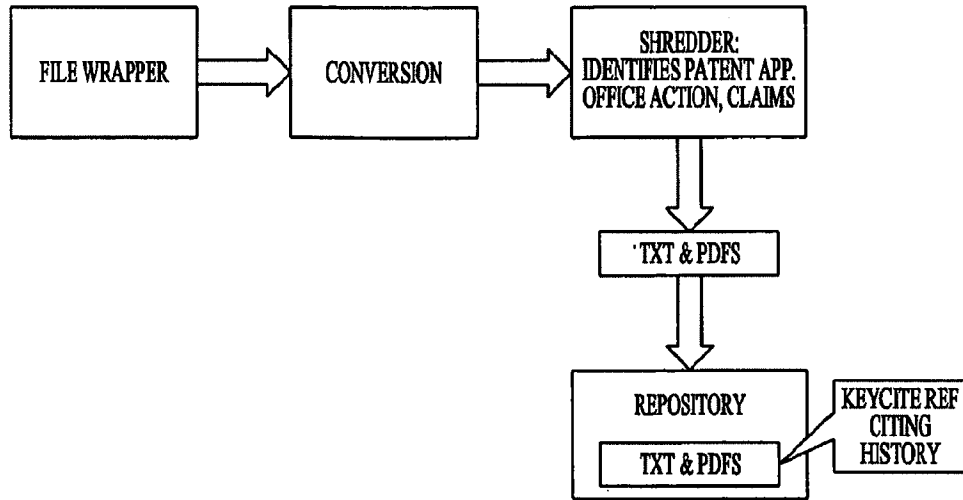 FILE WRAPPER
CONVERSION
SHREDDER:
IDENTIFIES PATENT APP.
OFFICE ACTION, CLAIMS
TXT & PDFS
REPOSITORY
TXT & PDFS
KEYCITE REF
CITING
HISTORY